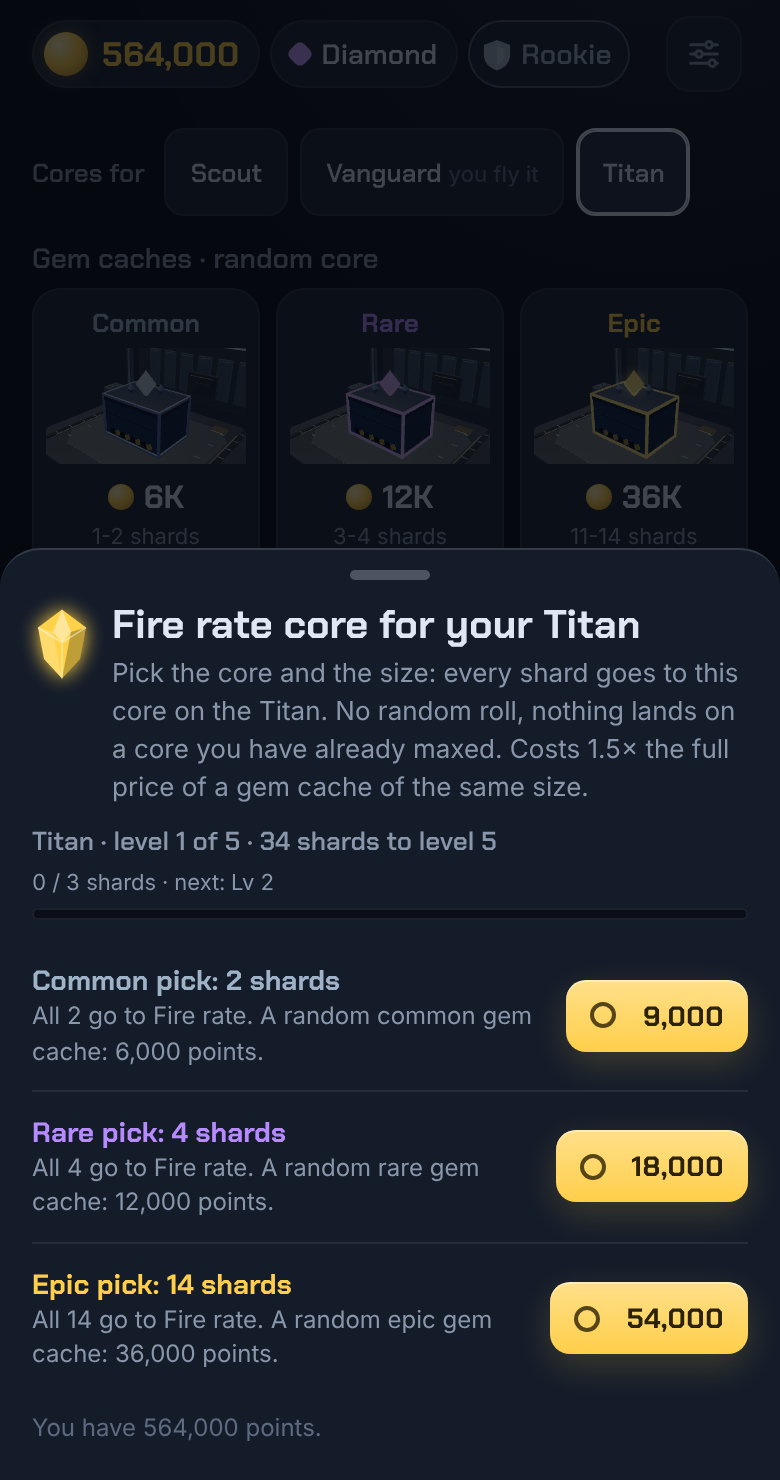 564,000 Diamond Rookie
Cores for Scout Vanguard you fly it Titan
Gem caches · random core
Common Rare Epic
6K 12K 36K
1-2 shards 3-4 shards 11-14 shards
Fire rate core for your Titan
Pick the core and the size: every shard goes to this
core on the Titan. No random roll, nothing lands on
a core you have already maxed. Costs 1.5× the full
price of a gem cache of the same size.
Titan · level 1 of 5 · 34 shards to level 5
0 / 3 shards · next: Lv 2
Common pick: 2 shards
All 2 go to Fire rate. A random common gem
cache: 6,000 points.
9,000
Rare pick: 4 shards
All 4 go to Fire rate. A random rare gem
cache: 12,000 points.
18,000
Epic pick: 14 shards
All 14 go to Fire rate. A random epic gem
cache: 36,000 points.
54,000
You have 564,000 points.